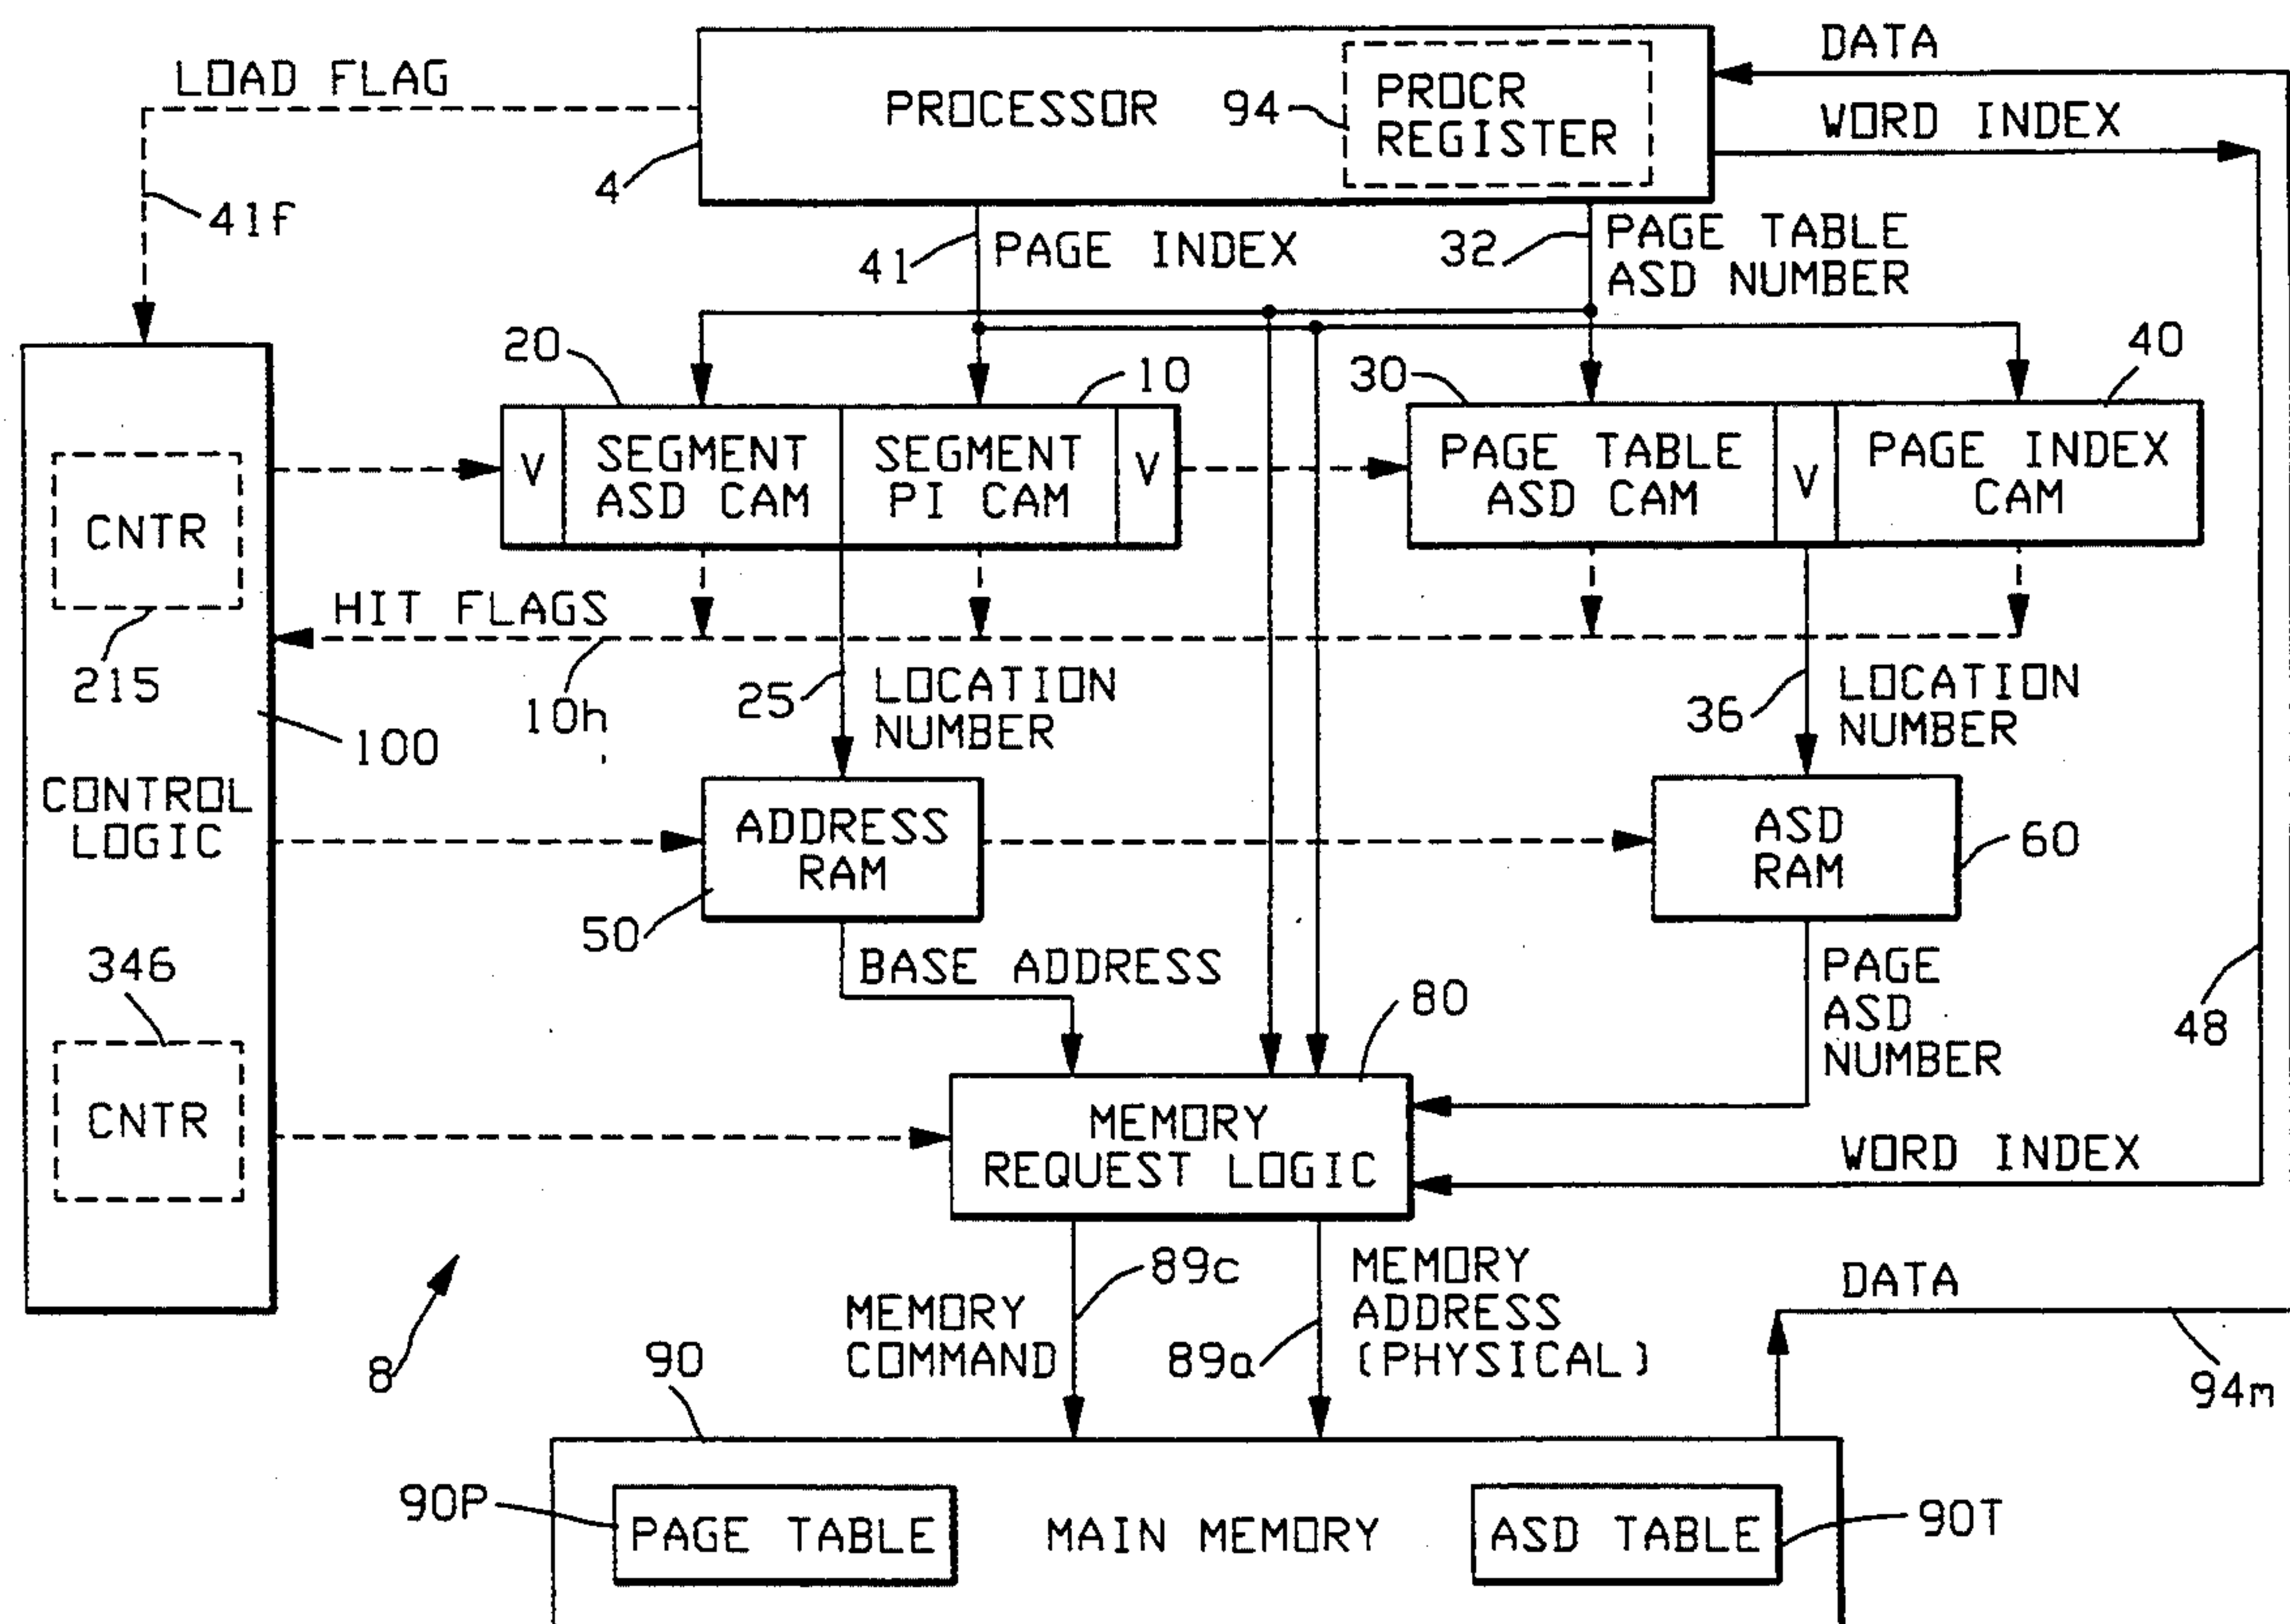 DATA
LOAD FLAG
PROCESSOR
94
PROCR
REGISTER
WORD INDEX
4
41f
41
PAGE INDEX
32
PAGE TABLE
ASD NUMBER
20
10
30
40
V
SEGMENT
ASD CAM
SEGMENT
PI CAM
V
PAGE TABLE
ASD CAM
V
PAGE INDEX
CAM
CNTR
HIT FLAGS
215
10h
25
LOCATION
NUMBER
36
LOCATION
NUMBER
100
CONTROL
LOGIC
ADDRESS
RAM
ASD
RAM
60
50
346
BASE ADDRESS
80
PAGE
ASD
NUMBER
48
CNTR
MEMORY
REQUEST LOGIC
WORD INDEX
8
89c
MEMORY
COMMAND
89a
MEMORY
ADDRESS
(PHYSICAL)
DATA
94m
90
90P
PAGE TABLE
MAIN MEMORY
ASD TABLE
90T